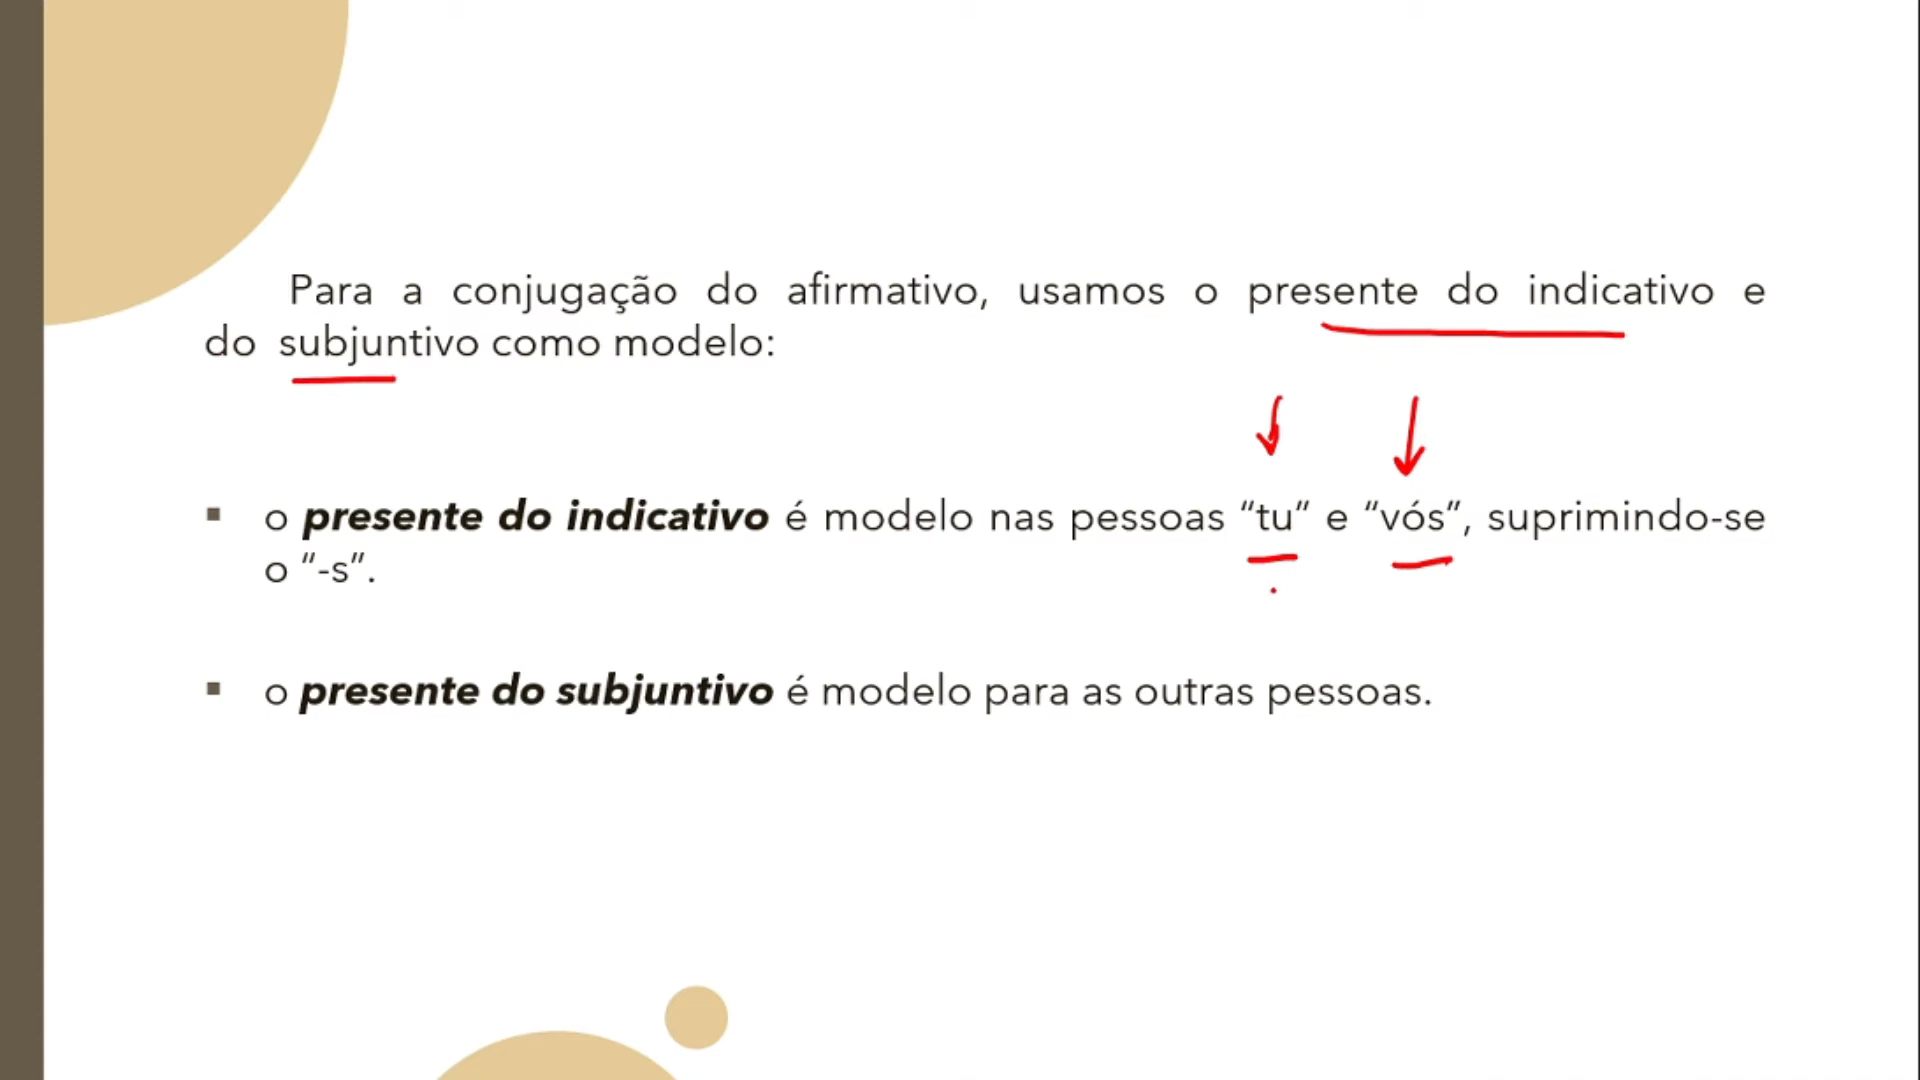 Para a conjugação do afirmativo, usamos o presente do indicativo e
do subjuntivo como modelo:
▪ o presente do indicativo é modelo nas pessoas “tu” e “vós”, suprimindo-se
o “-s”.
▪ o presente do subjuntivo é modelo para as outras pessoas.